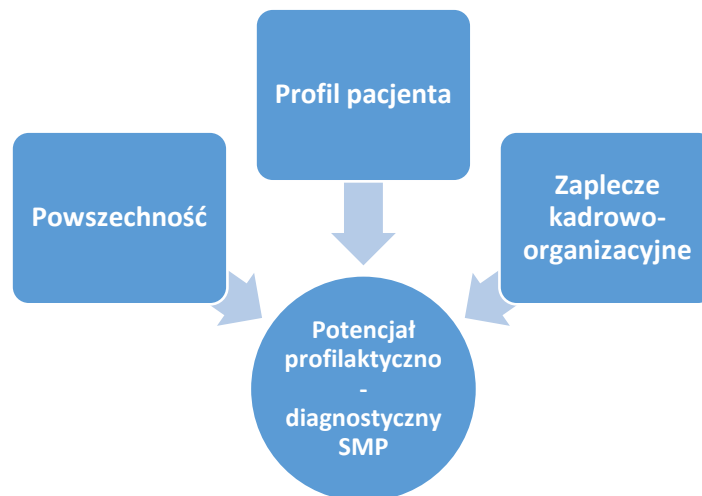 Profil pacjenta
Powszechność
Zaplecze
kadrowo-
organizacyjne
Potencjał
profilaktyczno
-
diagnostyczny
SMP